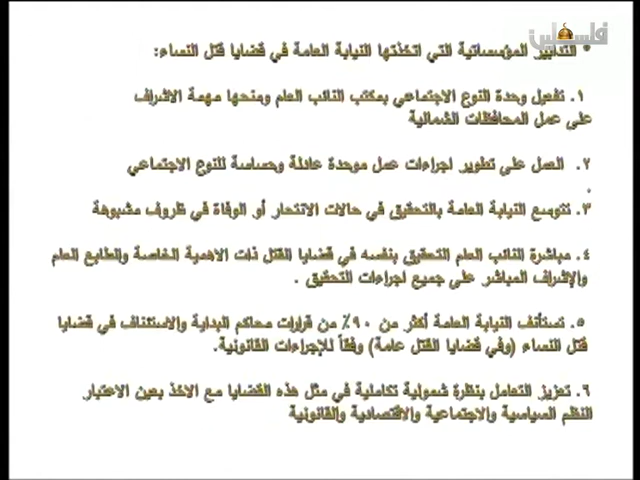 فلسطين
* التدابير المؤسساتية التي اتخذتها النيابة العامة في قضايا قتل النساء:
١. تفعيل وحدة النوع الاجتماعي بمكتب النائب العام ومنحها مهمة الاشراف
على عمل المحافظات الشمالية
٢. العمل على تطوير اجراءات عمل موحدة عادلة وحساسة للنوع الاجتماعي
.
٣. تتوسع النيابة العامة بالتحقيق في حالات الانتحار أو الوفاة في ظروف مشبوهة
٤. مباشرة النائب العام التحقيق بنفسه في قضايا القتل ذات الاهمية الخاصة والطابع العام
والإشراف المباشر على جميع اجراءات التحقيق .
٥. تستأنف النيابة العامة أكثر من ٩٠٪ من قرارات محاكم البداية والاستئناف في قضايا
قتل النساء (وفي قضايا القتل عامة) وفقاً للإجراءات القانونية.
٦. تعزيز التعامل بنظرة شمولية تكاملية في مثل هذه القضايا مع الاخذ بعين الاعتبار
النظم السياسية والاجتماعية والاقتصادية والقانونية